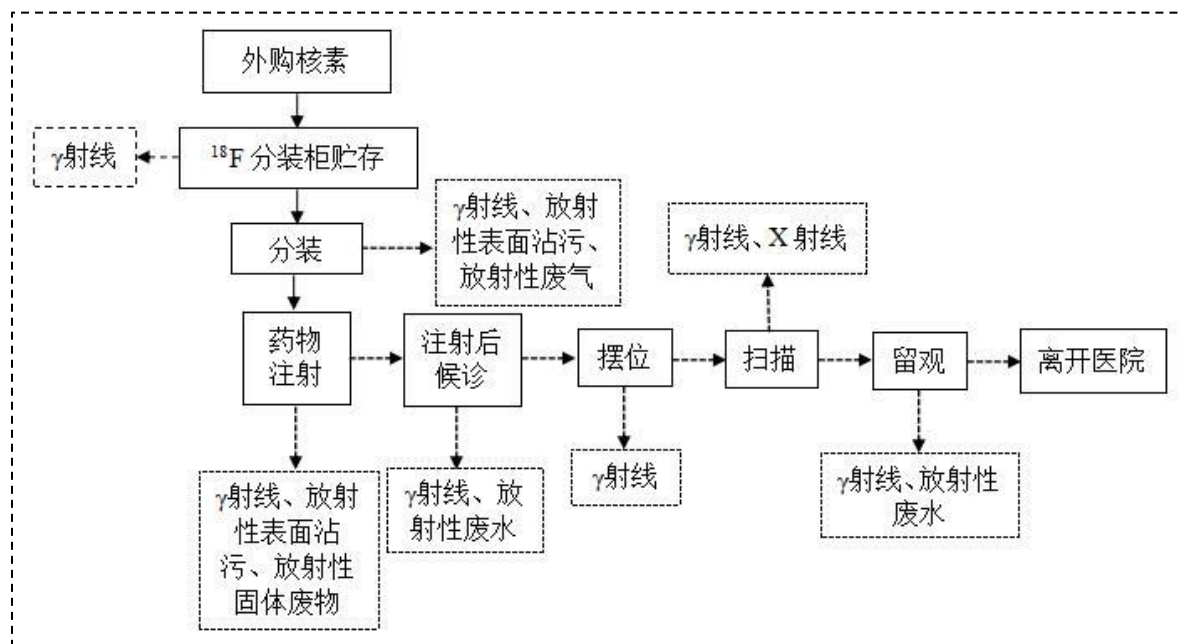 外购核素
γ射线
¹⁸F 分装柜贮存
分装
γ射线、放射
性表面沾污、
放射性废气
γ射线、X 射线
药物
注射
注射后
候诊
摆位
扫描
留观
离开医院
γ射线、放射
性表面沾
污、放射性
固体废物
γ射线、放
射性废水
γ射线
γ射线、放射性
废水